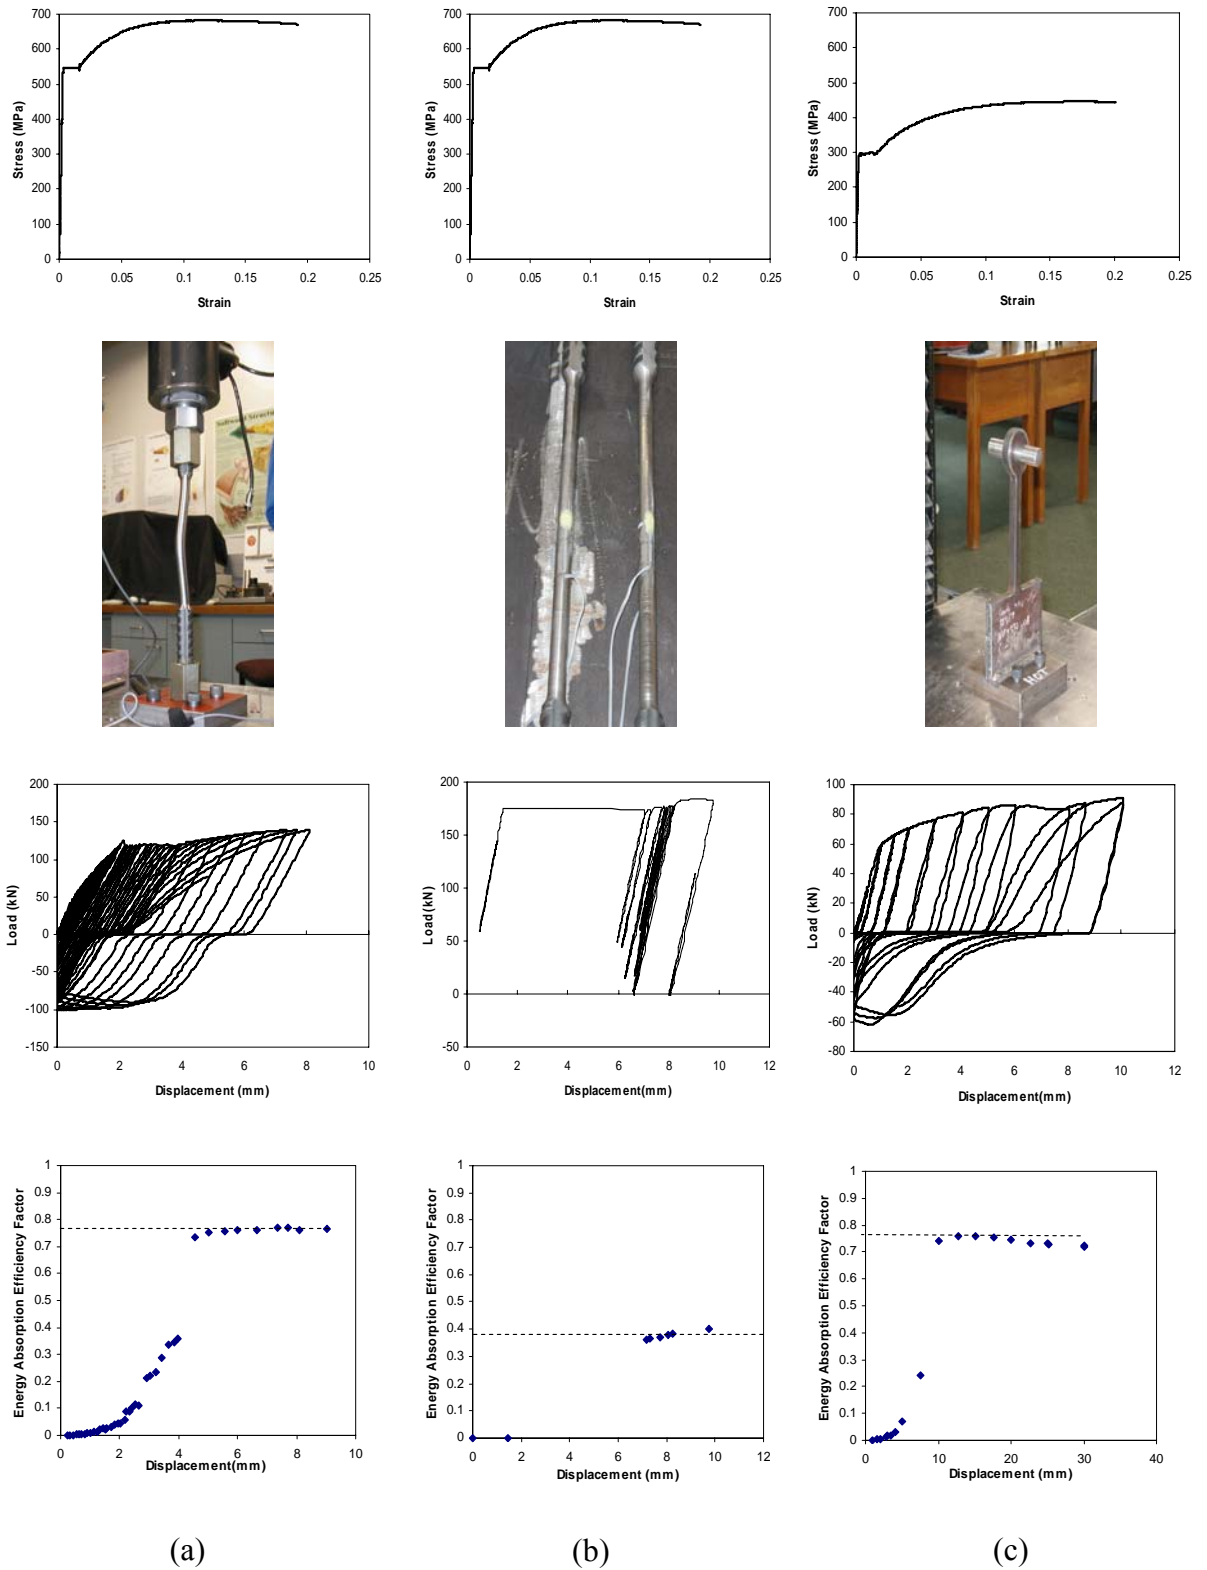 700
600
500
400
300
200
100
0
Stress (MPa)
0 0.05 0.1 0.15 0.2 0.25
Strain
700
600
500
400
300
200
100
0
Stress (MPa)
0 0.05 0.1 0.15 0.2 0.25
Strain
700
600
500
400
300
200
100
0
Stress (MPa)
0 0.05 0.1 0.15 0.2 0.25
Strain
HOT
200
150
100
50
0
-50
-100
-150
Load (kN)
0 2 4 6 8 10
Displacement (mm)
200
150
100
50
0
-50
Load(kN)
0 2 4 6 8 10 12
Displacement(mm)
100
80
60
40
20
0
-20
-40
-60
-80
Load (kN)
0 2 4 6 8 10 12
Displacement(mm)
1
0.9
0.8
0.7
0.6
0.5
0.4
0.3
0.2
0.1
0
Energy Absorption Efficiency Factor
0 2 4 6 8 10
Displacement(mm)
1
0.9
0.8
0.7
0.6
0.5
0.4
0.3
0.2
0.1
0
Energy Absorption Efficiency Factor
0 2 4 6 8 10 12
Displacement (mm)
1
0.9
0.8
0.7
0.6
0.5
0.4
0.3
0.2
0.1
0
Energy Absorption Efficiency Factor
0 10 20 30 40
Displacement (mm)
(a) (b) (c)